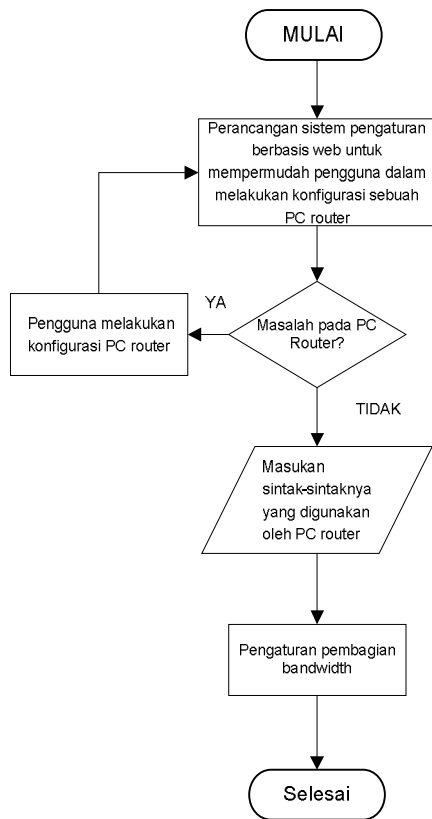 MULAI
Perancangan sistem pengaturan
berbasis web untuk
mempermudah pengguna dalam
melakukan konfigurasi sebuah
PC router
YA
Pengguna melakukan
konfigurasi PC router
Masalah pada PC
Router?
TIDAK
Masukan
sintak-sintaknya
yang digunakan
oleh PC router
Pengaturan pembagian
bandwidth
Selesai